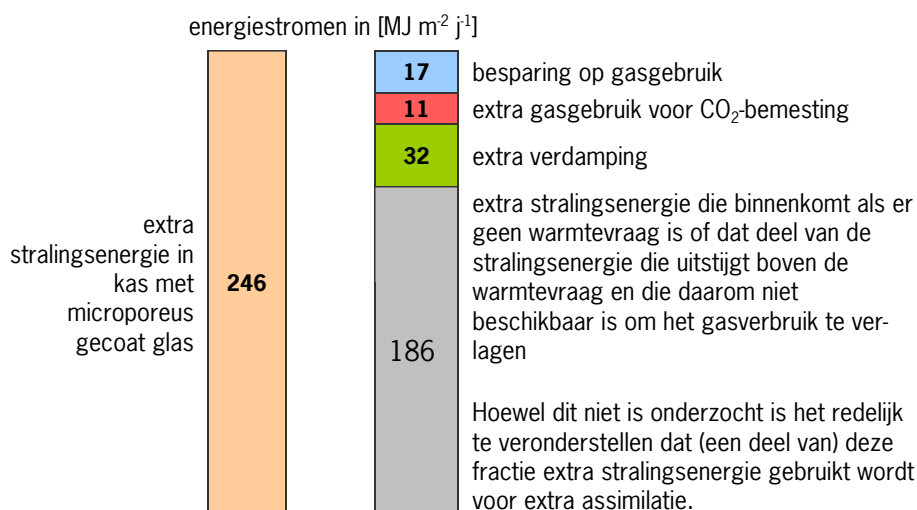 energiestromen in [MJ m⁻² j⁻¹]
17 besparing op gasgebruik
11 extra gasgebruik voor CO₂-bemesting
32 extra verdamping
extra
stralingsenergie in
kas met
microporeus
gecoat glas
246
186
extra stralingsenergie die binnenkomt als er
geen warmtevraag is of dat deel van de
stralingsenergie die uitstijgt boven de
warmtevraag en die daarom niet
beschikbaar is om het gasverbruik te ver-
lagen
Hoewel dit niet is onderzocht is het redelijk
te veronderstellen dat (een deel van) deze
fractie extra stralingsenergie gebruikt wordt
voor extra assimilatie.